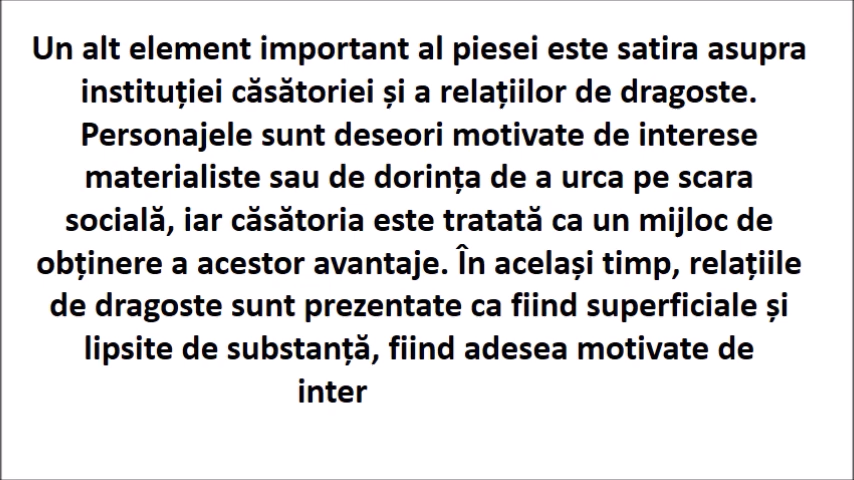 Un alt element important al piesei este satira asupra
instituției căsătoriei și a relațiilor de dragoste.
Personajele sunt deseori motivate de interese
materialiste sau de dorința de a urca pe scara
socială, iar căsătoria este tratată ca un mijloc de
obținere a acestor avantaje. În același timp, relațiile
de dragoste sunt prezentate ca fiind superficiale și
lipsite de substanță, fiind adesea motivate de
inter